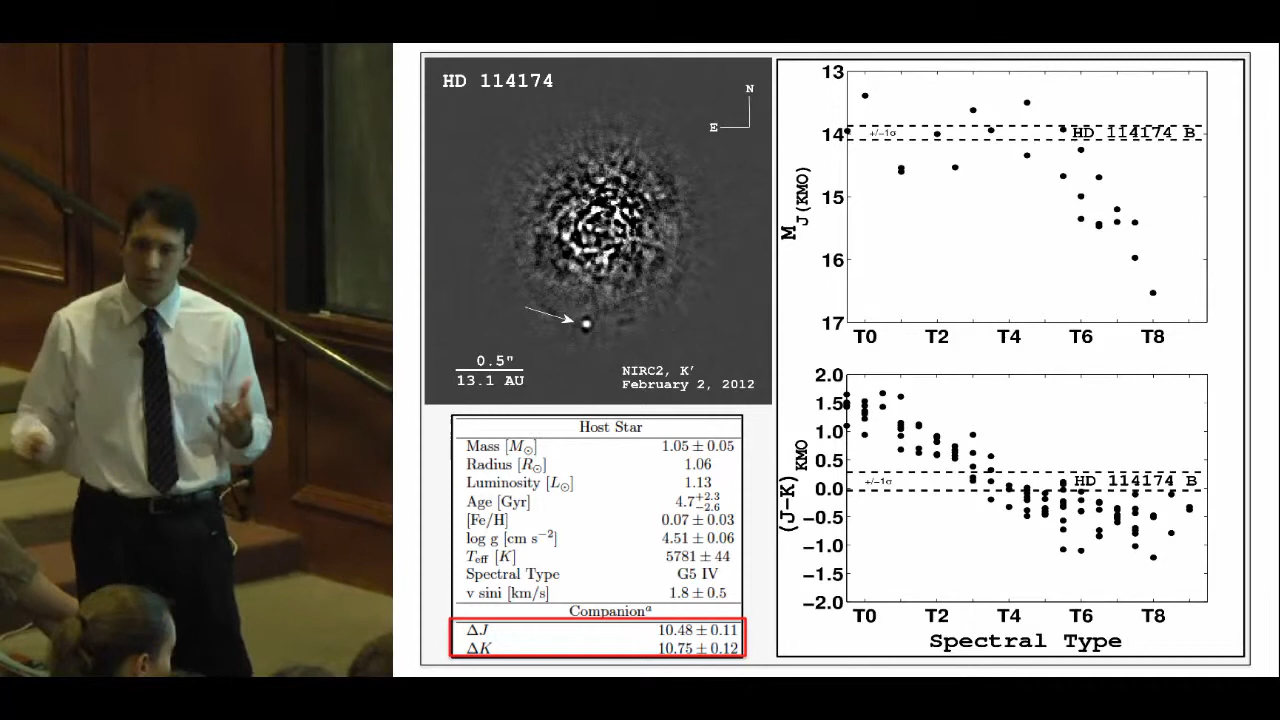 HD 114174
N
E
0.5"
13.1 AU
NIRC2, K′
February 2, 2012
Host Star
Mass [M⊙] 1.05 ± 0.05
Radius [R⊙] 1.06
Luminosity [L⊙] 1.13
Age [Gyr] 4.7 +2.3 −2.6
[Fe/H] 0.07 ± 0.03
log g [cm s⁻²] 4.51 ± 0.06
Teff [K] 5781 ± 44
Spectral Type G5 IV
v sini [km/s] 1.8 ± 0.5
Companionᵃ
ΔJ 10.48 ± 0.11
ΔK 10.75 ± 0.12
13
14
15
16
17
M J(KMO)
+/−1σ
HD 114174 B
T0 T2 T4 T6 T8
2.0
1.5
1.0
0.5
0.0
−0.5
−1.0
−1.5
−2.0
(J−K) KMO
+/−1σ
HD 114174 B
T0 T2 T4 T6 T8
Spectral Type